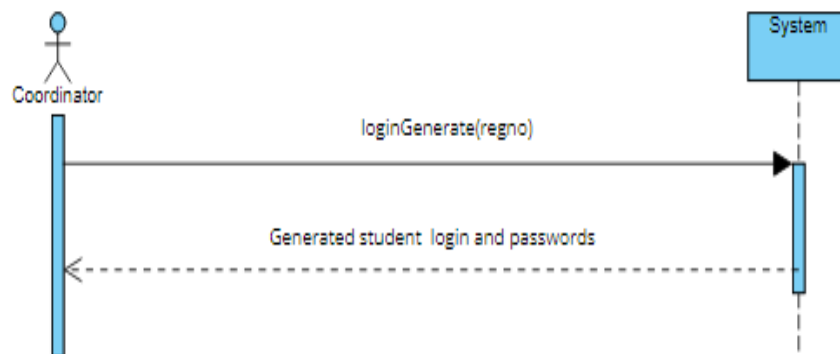 System
Coordinator
loginGenerate(regno)
Generated student login and passwords